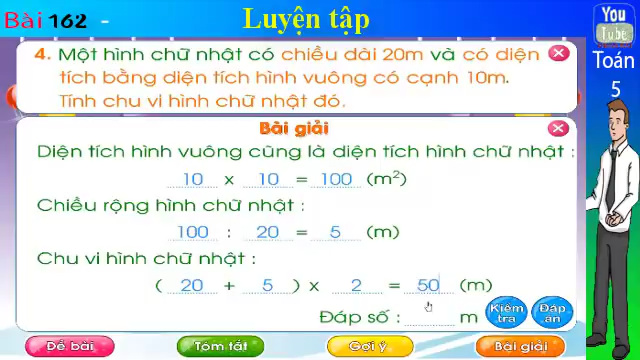 Bài 162 -
Luyện tập
You
Tube
Toán
5
4. Một hình chữ nhật có chiều dài 20m và có diện
tích bằng diện tích hình vuông có cạnh 10m.
Tính chu vi hình chữ nhật đó.
Bài giải
Diện tích hình vuông cũng là diện tích hình chữ nhật :
10 x 10 = 100 (m²)
Chiều rộng hình chữ nhật :
100 : 20 = 5 (m)
Chu vi hình chữ nhật :
( 20 + 5 ) x 2 = 50 (m)
Đáp số : ........... m
Kiểm
tra
Đáp
án
Đề bài
Tóm tắt
Gợi ý
Bài giải